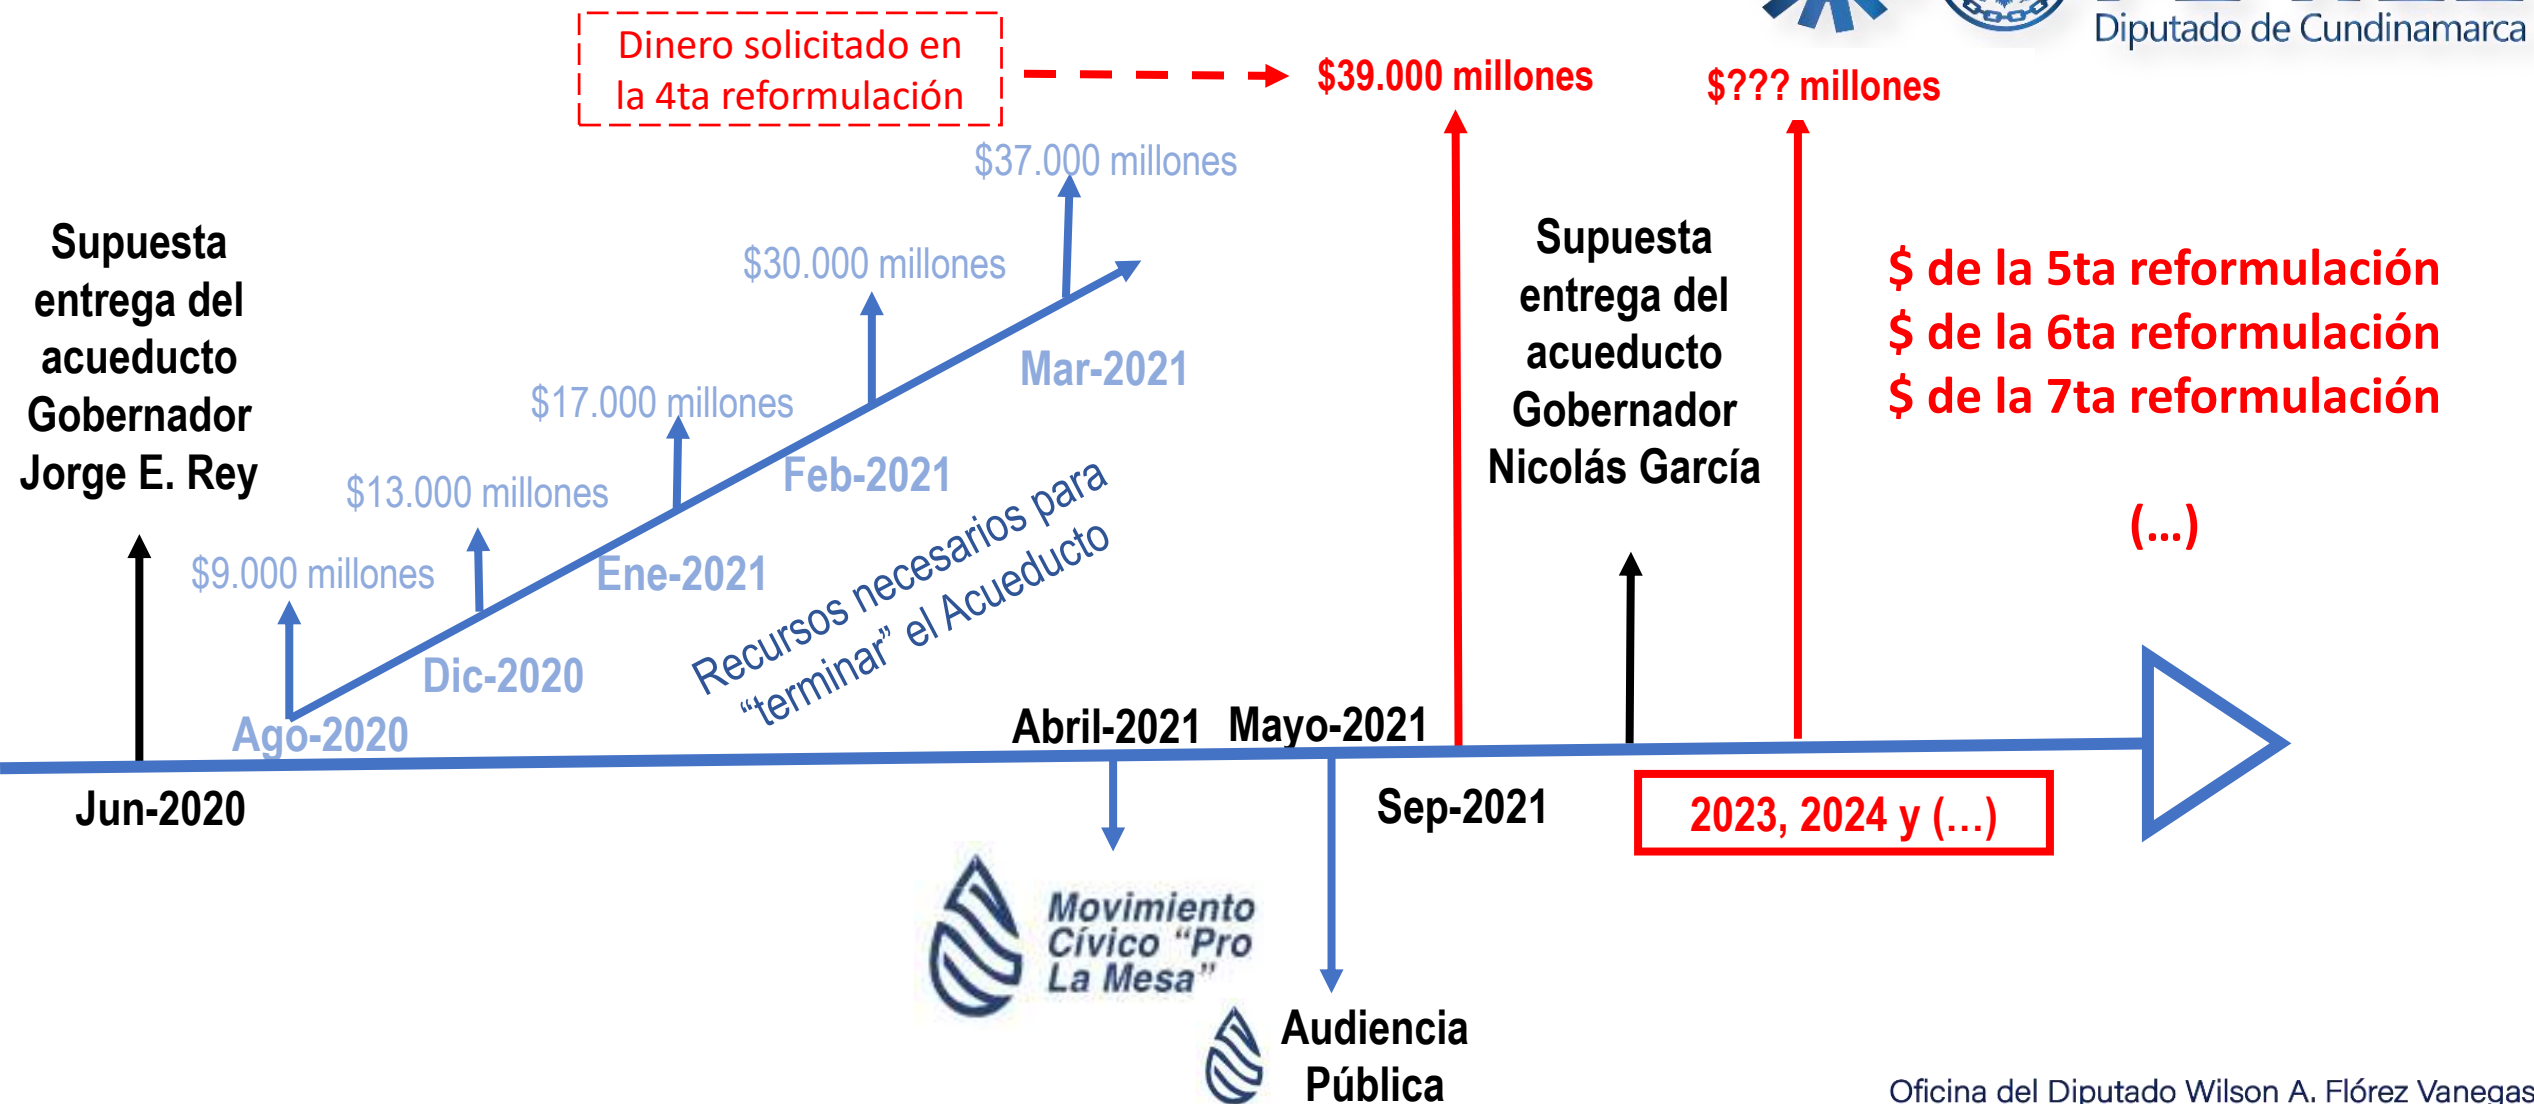 Diputado de Cundinamarca
Dinero solicitado en
la 4ta reformulación
$39.000 millones
$??? millones
$37.000 millones
$30.000 millones
$17.000 millones
$13.000 millones
$9.000 millones
Supuesta
entrega del
acueducto
Gobernador
Jorge E. Rey
Supuesta
entrega del
acueducto
Gobernador
Nicolás García
$ de la 5ta reformulación
$ de la 6ta reformulación
$ de la 7ta reformulación
(...)
Mar-2021
Feb-2021
Ene-2021
Dic-2020
Ago-2020
Recursos necesarios para
“terminar” el Acueducto
Abril-2021
Mayo-2021
Jun-2020
Sep-2021
2023, 2024 y (...)
Movimiento
Cívico “Pro
La Mesa”
Audiencia
Pública
Oficina del Diputado Wilson A. Flórez Vanegas